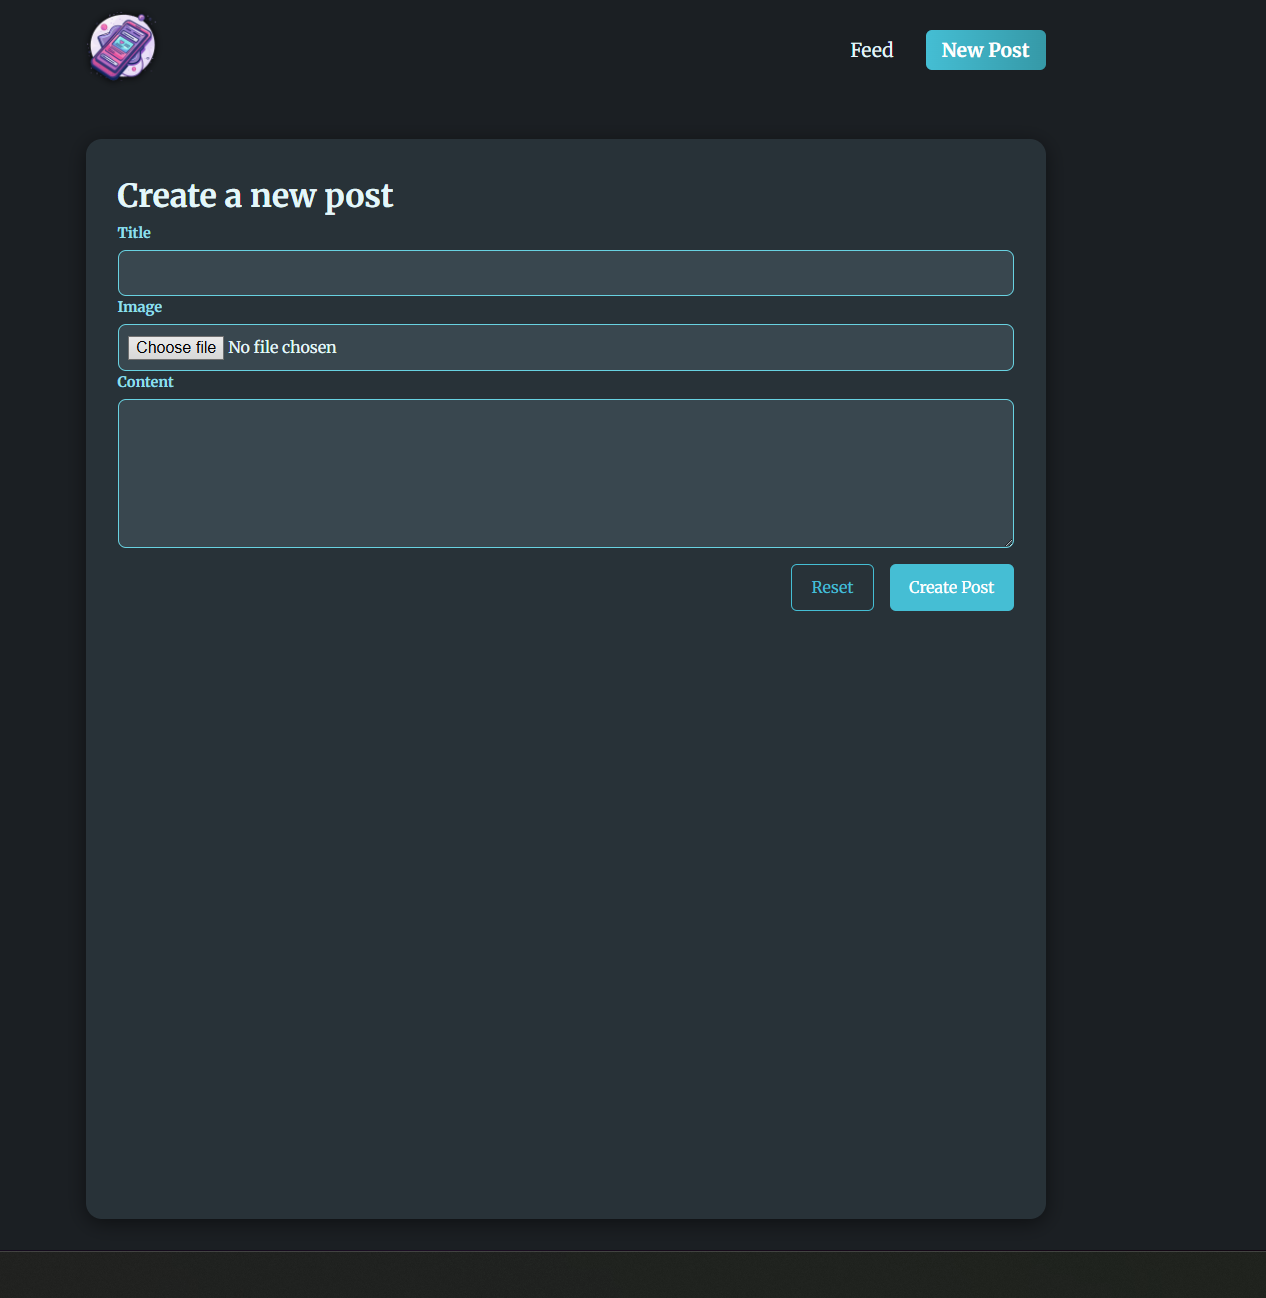 Feed
New Post
Create a new post
Title
Image
Choose file No file chosen
Content
Reset
Create Post